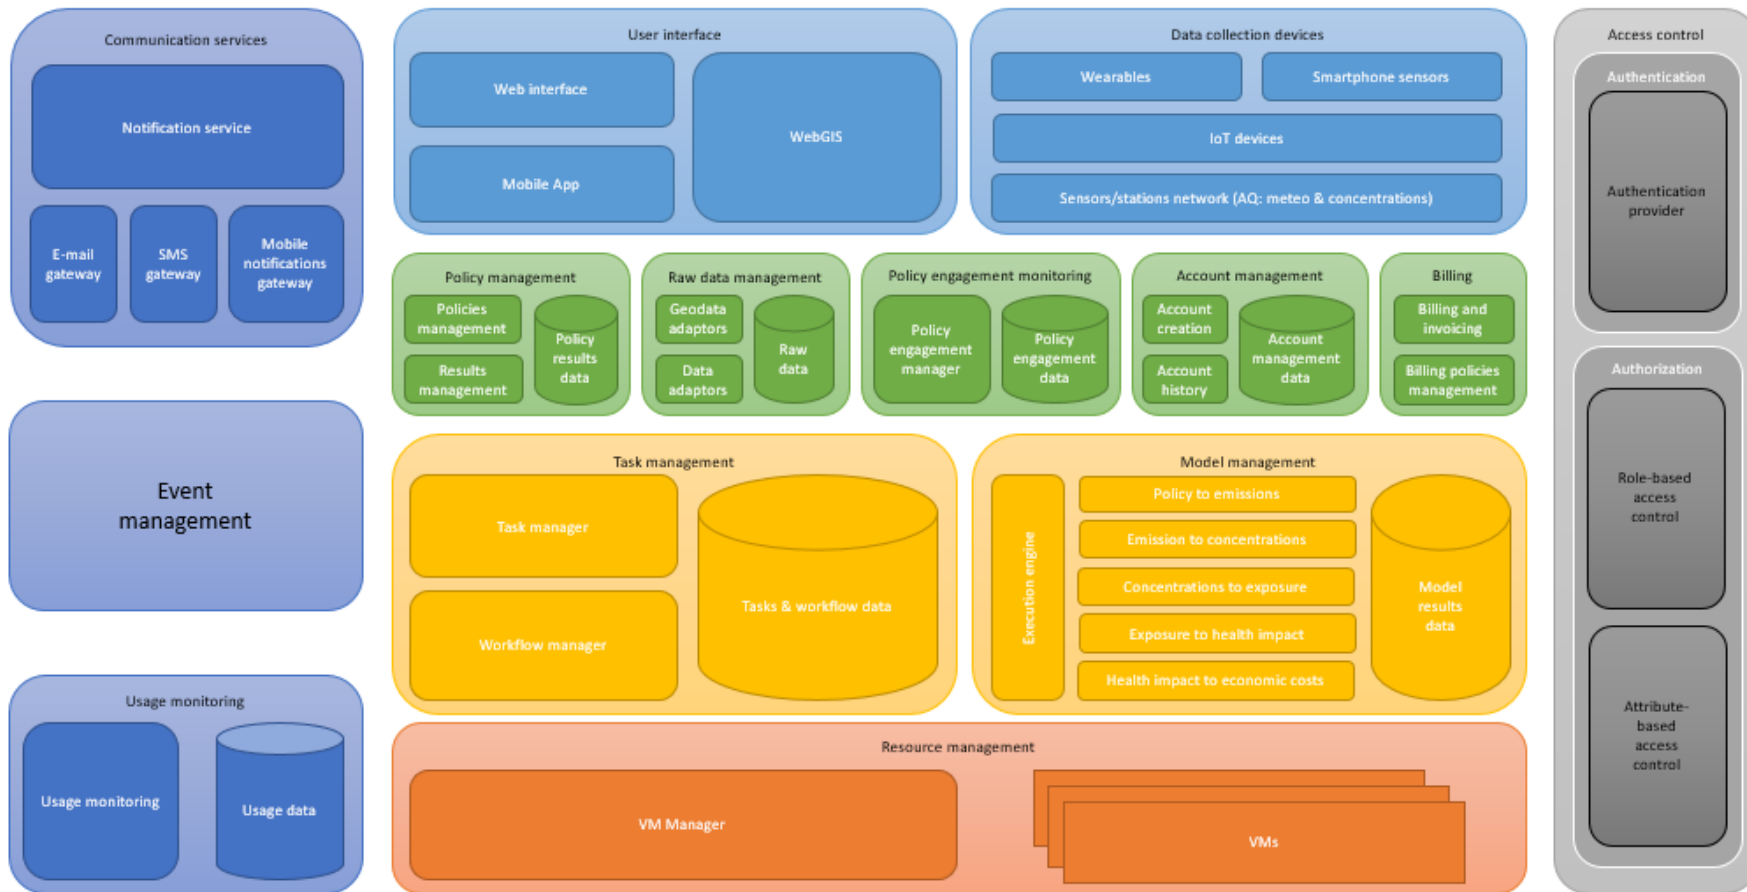 Communication services
Notification service
E-mail
gateway
SMS
gateway
Mobile
notifications
gateway
Event
management
Usage monitoring
Usage monitoring
Usage data
User interface
Web interface
Mobile App
WebGIS
Data collection devices
Wearables
Smartphone sensors
IoT devices
Sensors/stations network (AQ: meteo & concentrations)
Policy management
Policies
management
Results
management
Policy
results
data
Raw data management
Geodata
adaptors
Data
adaptors
Raw
data
Policy engagement monitoring
Policy
engagement
manager
Policy
engagement
data
Account management
Account
creation
Account
history
Account
management
data
Billing
Billing and
invoicing
Billing policies
management
Task management
Task manager
Workflow manager
Tasks & workflow data
Model management
Execution engine
Policy to emissions
Emission to concentrations
Concentrations to exposure
Exposure to health impact
Health impact to economic costs
Model
results
data
Resource management
VM Manager
VMs
Access control
Authentication
Authentication
provider
Authorization
Role-based
access
control
Attribute-
based
access
control